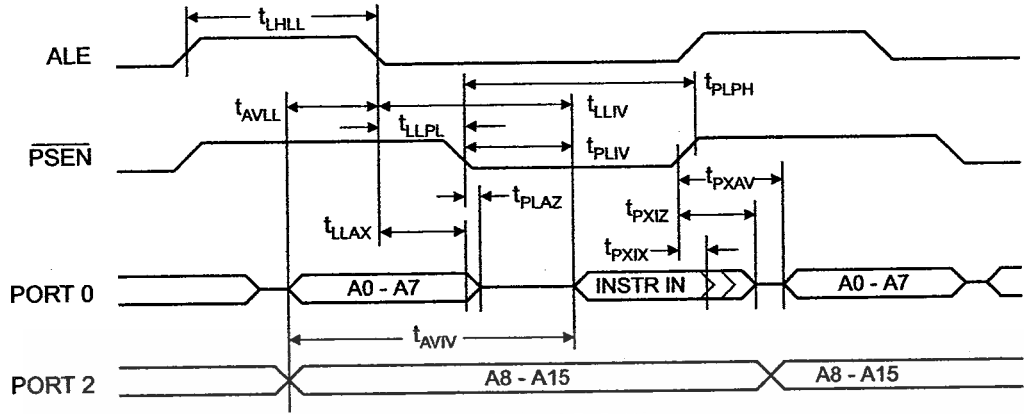 tLHLL
ALE
tPLPH
tAVLL
tLLIV
tLLPL
PSEN
tPLIV
tPXAV
tPLAZ
tLLAX
tPXIZ
tPXIX
PORT 0
A0 - A7
INSTR IN
A0 - A7
tAVIV
PORT 2
A8 - A15
A8 - A15